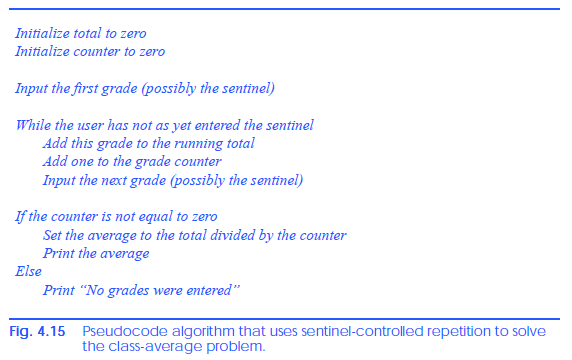 Initialize total to zero
Initialize counter to zero
Input the first grade (possibly the sentinel)
While the user has not as yet entered the sentinel
Add this grade to the running total
Add one to the grade counter
Input the next grade (possibly the sentinel)
If the counter is not equal to zero
Set the average to the total divided by the counter
Print the average
Else
Print “No grades were entered”
Fig. 4.15 Pseudocode algorithm that uses sentinel-controlled repetition to solve
the class-average problem.